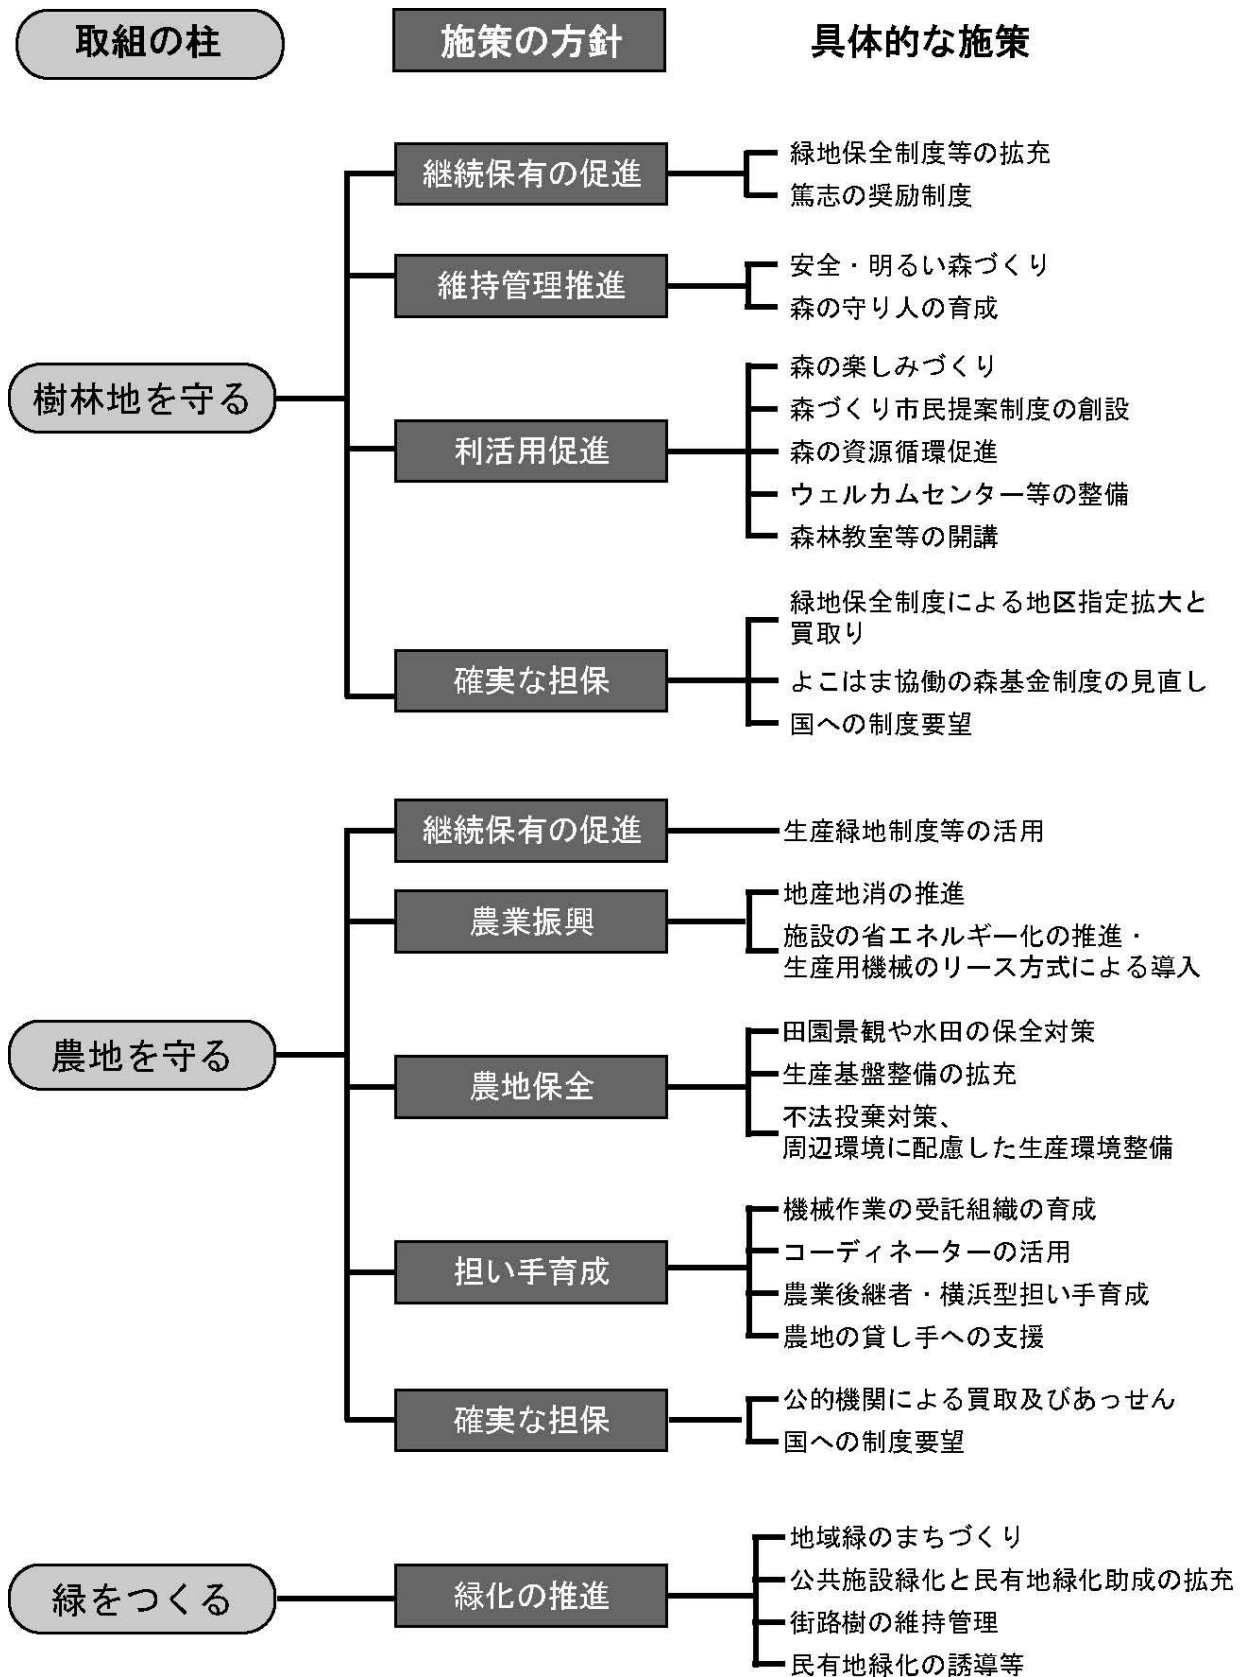 取組の柱
施策の方針
具体的な施策
樹林地を守る
継続保有の促進
緑地保全制度等の拡充
篤志の奨励制度
維持管理推進
安全・明るい森づくり
森の守り人の育成
利活用促進
森の楽しみづくり
森づくり市民提案制度の創設
森の資源循環促進
ウェルカムセンター等の整備
森林教室等の開講
確実な担保
緑地保全制度による地区指定拡大と
買取り
よこはま協働の森基金制度の見直し
国への制度要望
農地を守る
継続保有の促進
生産緑地制度等の活用
農業振興
地産地消の推進
施設の省エネルギー化の推進・
生産用機械のリース方式による導入
農地保全
田園景観や水田の保全対策
生産基盤整備の拡充
不法投棄対策、
周辺環境に配慮した生産環境整備
担い手育成
機械作業の受託組織の育成
コーディネーターの活用
農業後継者・横浜型担い手育成
農地の貸し手への支援
確実な担保
公的機関による買取及びあっせん
国への制度要望
緑をつくる
緑化の推進
地域緑のまちづくり
公共施設緑化と民有地緑化助成の拡充
街路樹の維持管理
民有地緑化の誘導等